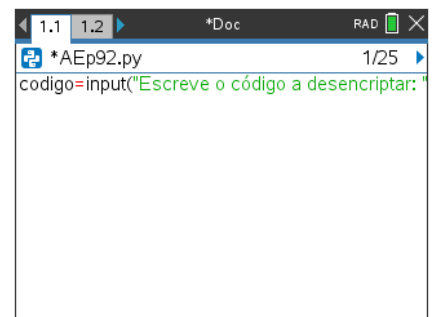 1.1 1.2 *Doc RAD
*AEp92.py 1/25
codigo=input("Escreve o código a desencriptar: "